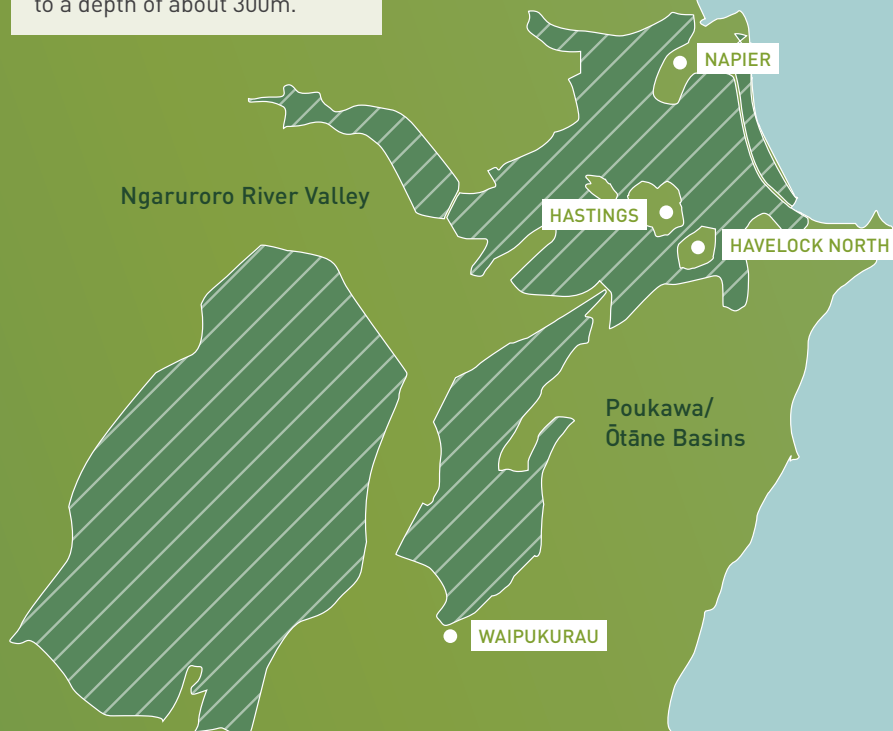 to a depth of about 300m.
NAPIER
Ngaruroro River Valley
HASTINGS
HAVELOCK NORTH
Poukawa/
Ōtāne Basins
WAIPUKURAU